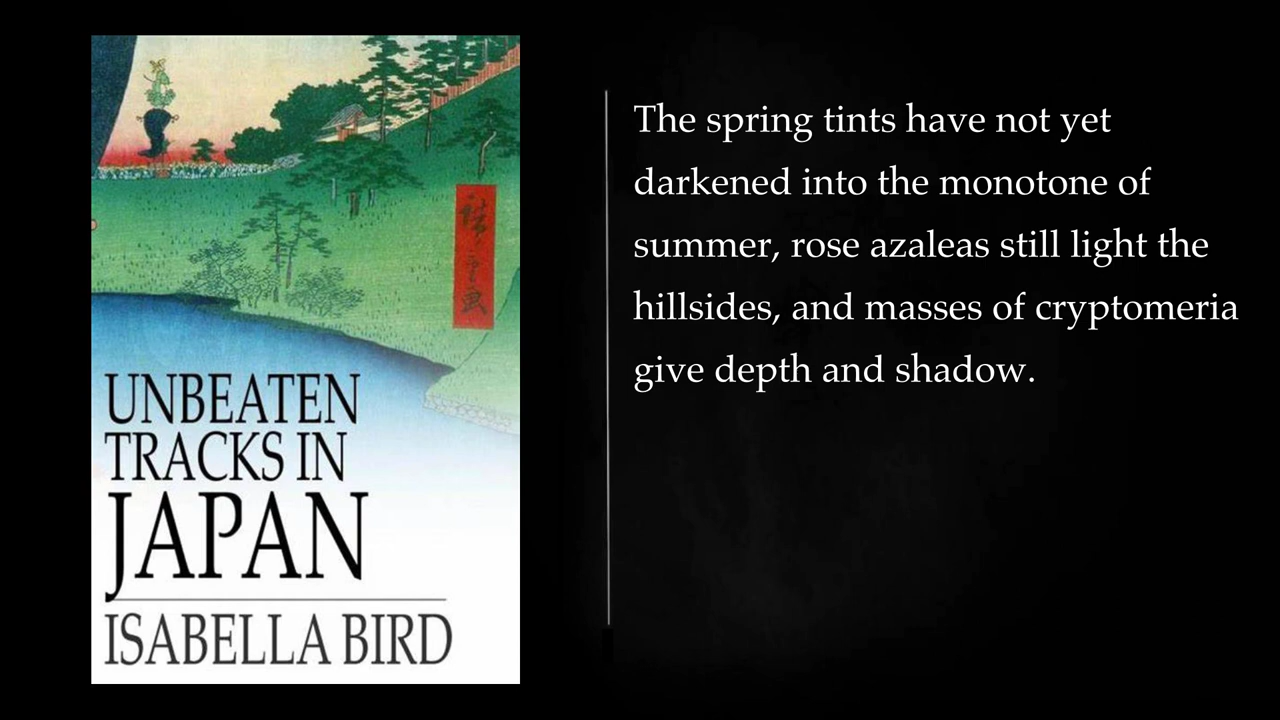 UNBEATEN
TRACKS IN
JAPAN
ISABELLA BIRD
The spring tints have not yet
darkened into the monotone of
summer, rose azaleas still light the
hillsides, and masses of cryptomeria
give depth and shadow.